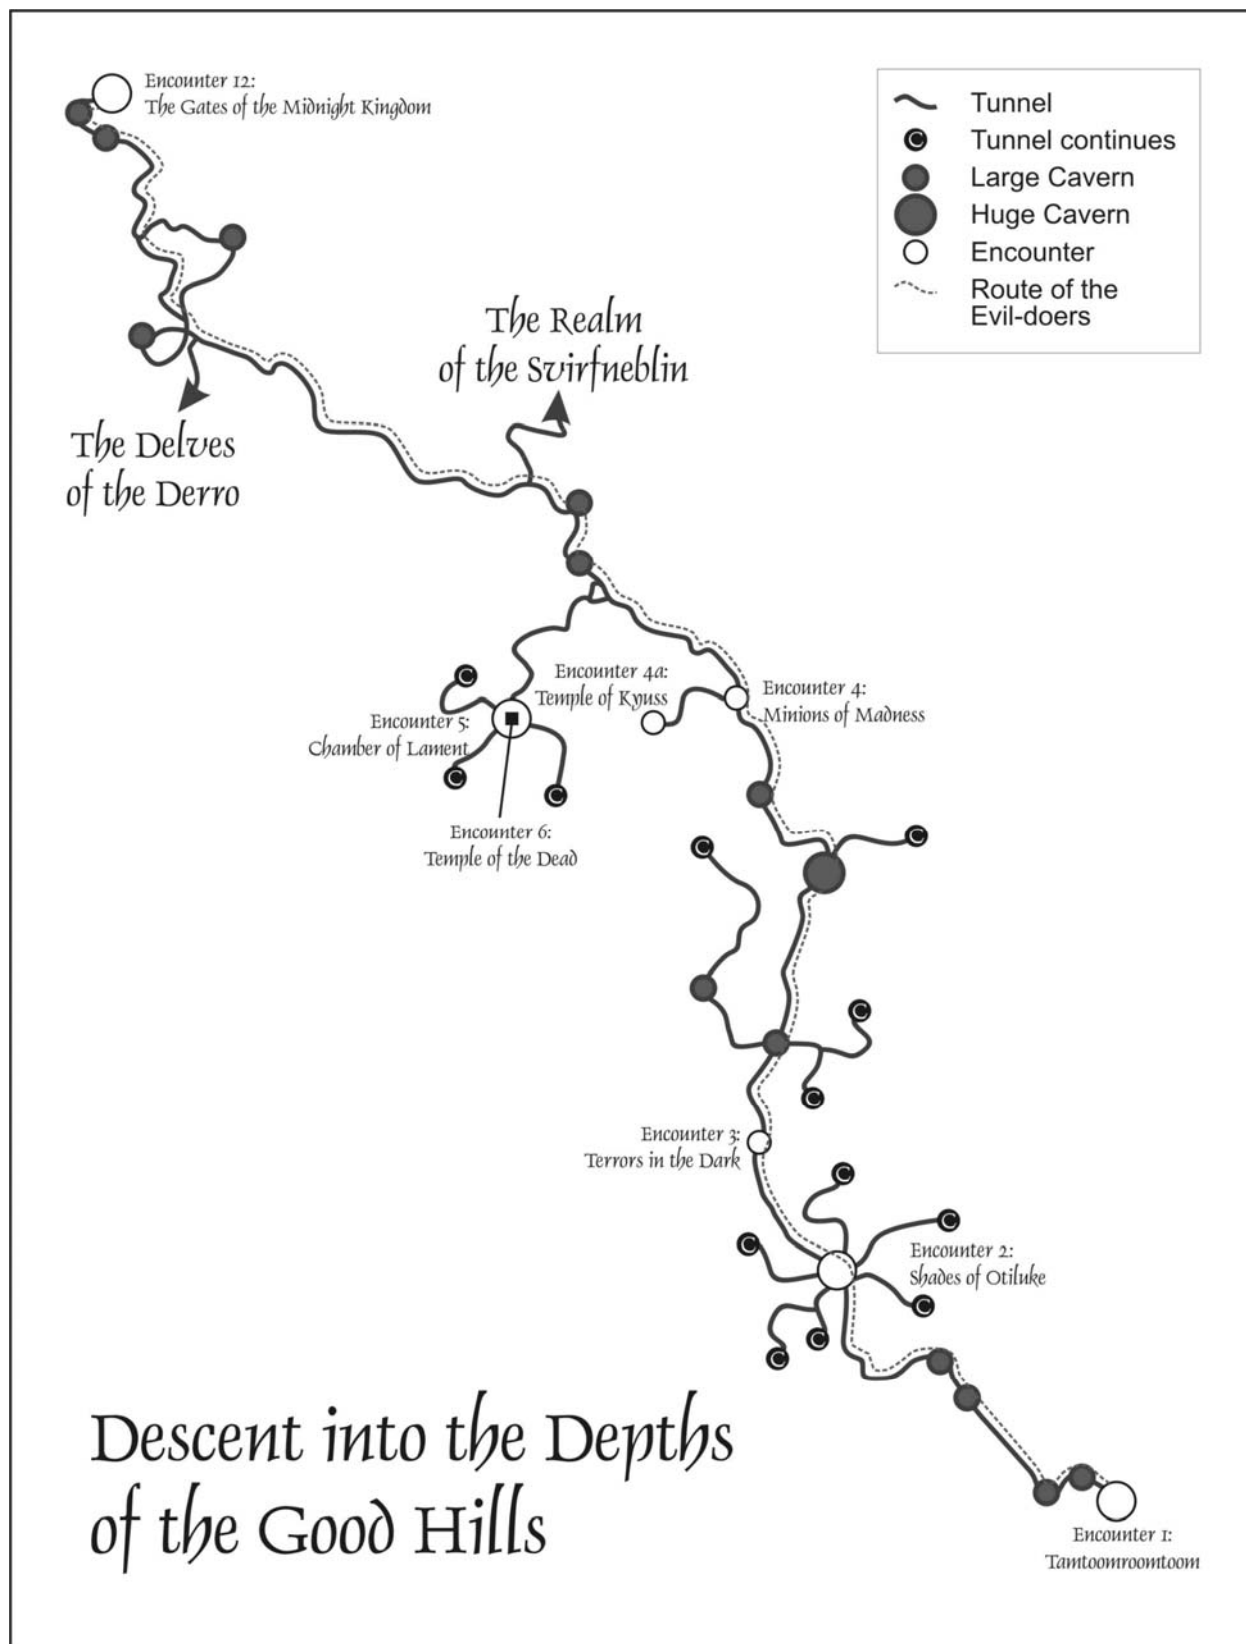 Encounter 12:
The Gates of the Midnight Kingdom
Tunnel
Tunnel continues
Large Cavern
Huge Cavern
Encounter
Route of the
Evil-doers
The Realm
of the Svirfneblin
The Delves
of the Derro
Encounter 4a:
Temple of Kyuss
Encounter 4:
Minions of Madness
Encounter 5:
Chamber of Lament
Encounter 6:
Temple of the Dead
Encounter 3:
Terrors in the Dark
Encounter 2:
Shades of Otiluke
Descent into the Depths
of the Good Hills
Encounter 1:
Tamtoomroomtoom
C
C
C
C
C
C
C
C
C
C
C
C
C
C